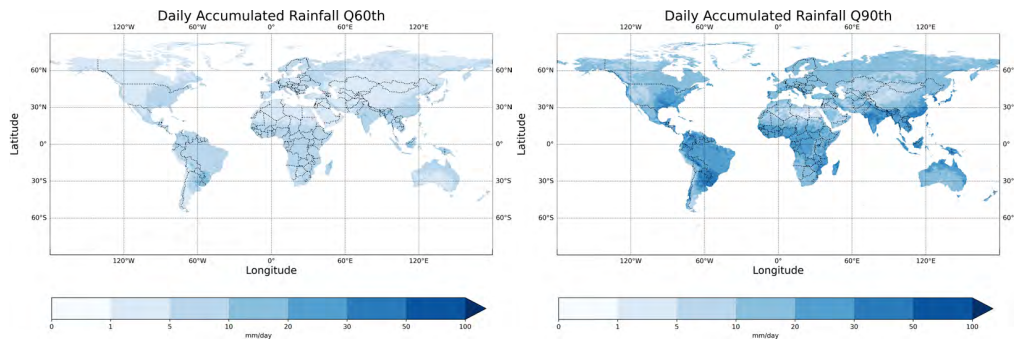 Daily Accumulated Rainfall Q60th
120°W 60°W 0° 60°E 120°E
60°N 60°N
30°N 30°N
0° 0°
30°S 30°S
60°S 60°S
Latitude
120°W 60°W 0° 60°E 120°E
Longitude
0 1 5 10 20 30 50 100
mm/day
Daily Accumulated Rainfall Q90th
120°W 60°W 0° 60°E 120°E
60°N 60°N
30°N 30°N
0° 0°
30°S 30°S
60°S 60°S
Latitude
120°W 60°W 0° 60°E 120°E
Longitude
0 1 5 10 20 30 50 100
mm/day